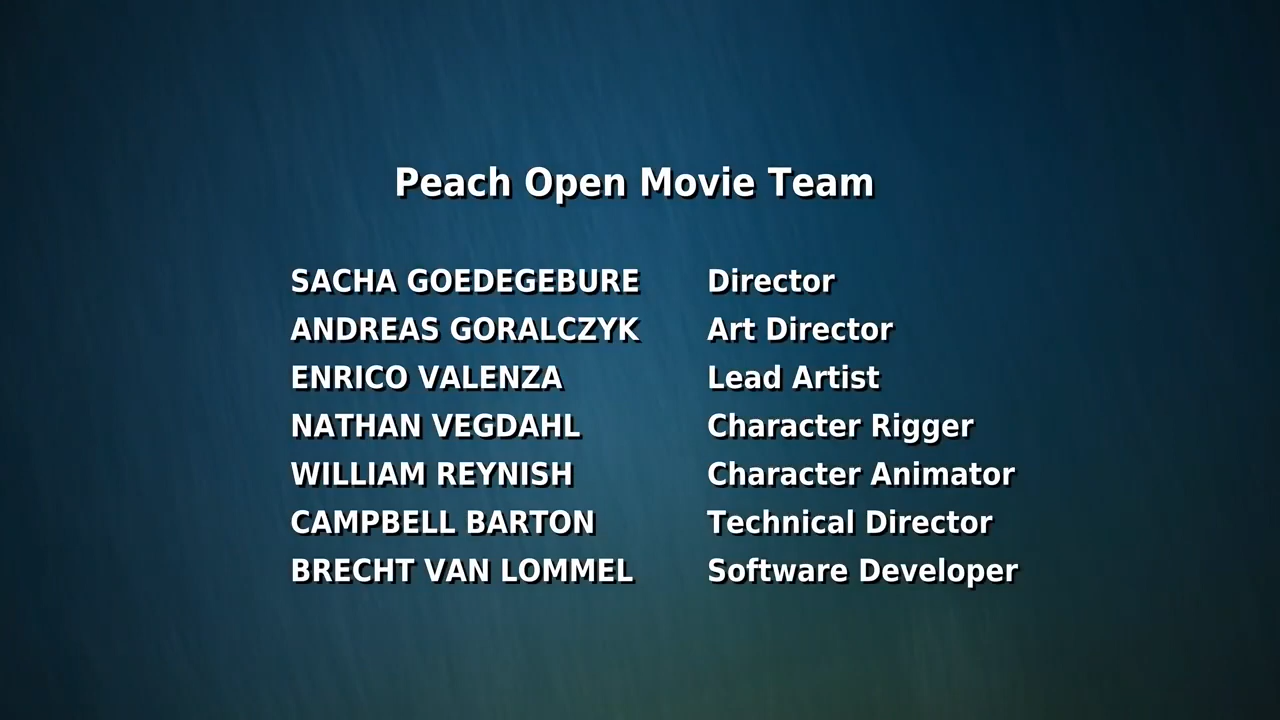 Peach Open Movie Team
SACHA GOEDEGEBURE Director
ANDREAS GORALCZYK Art Director
ENRICO VALENZA Lead Artist
NATHAN VEGDAHL Character Rigger
WILLIAM REYNISH Character Animator
CAMPBELL BARTON Technical Director
BRECHT VAN LOMMEL Software Developer